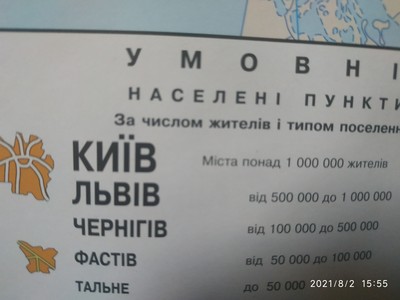 УМОВНІ
НАСЕЛЕНІ ПУНКТИ
За числом жителів і типом
КИЇВ Міста понад 1 000 000 жителів
ЛЬВІВ від 500 000 до 1 000 000
ЧЕРНІГІВ від 100 000 до 500 000
ФАСТІВ від 50 000 до 100 000
ТАЛЬНЕ до 50 000
2021/8/2 15:55